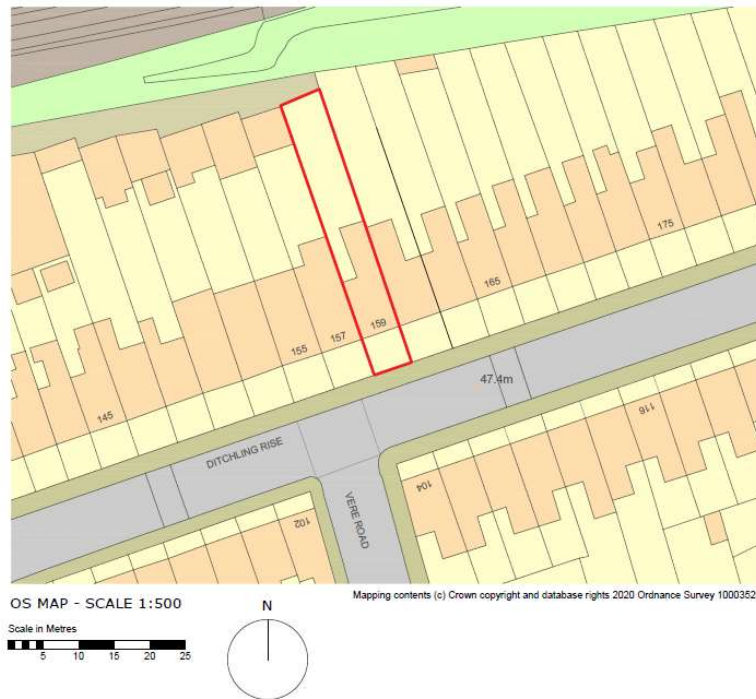 175
165
159
157
155
47.4m
145
116
DITCHLING RISE
104
102
VERE ROAD
OS MAP - SCALE 1:500
Mapping contents (c) Crown copyright and database rights 2020 Ordnance Survey 1000352
N
Scale in Metres
5 10 15 20 25